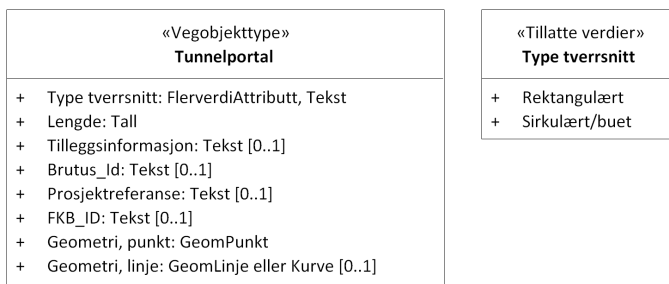 «Vegobjekttype»
Tunnelportal
+ Type tverrsnitt: FlerverdiAttributt, Tekst
+ Lengde: Tall
+ Tilleggsinformasjon: Tekst [0..1]
+ Brutus_Id: Tekst [0..1]
+ Prosjektreferanse: Tekst [0..1]
+ FKB_ID: Tekst [0..1]
+ Geometri, punkt: GeomPunkt
+ Geometri, linje: GeomLinje eller Kurve [0..1]
«Tillatte verdier»
Type tverrsnitt
+ Rektangulært
+ Sirkulært/buet